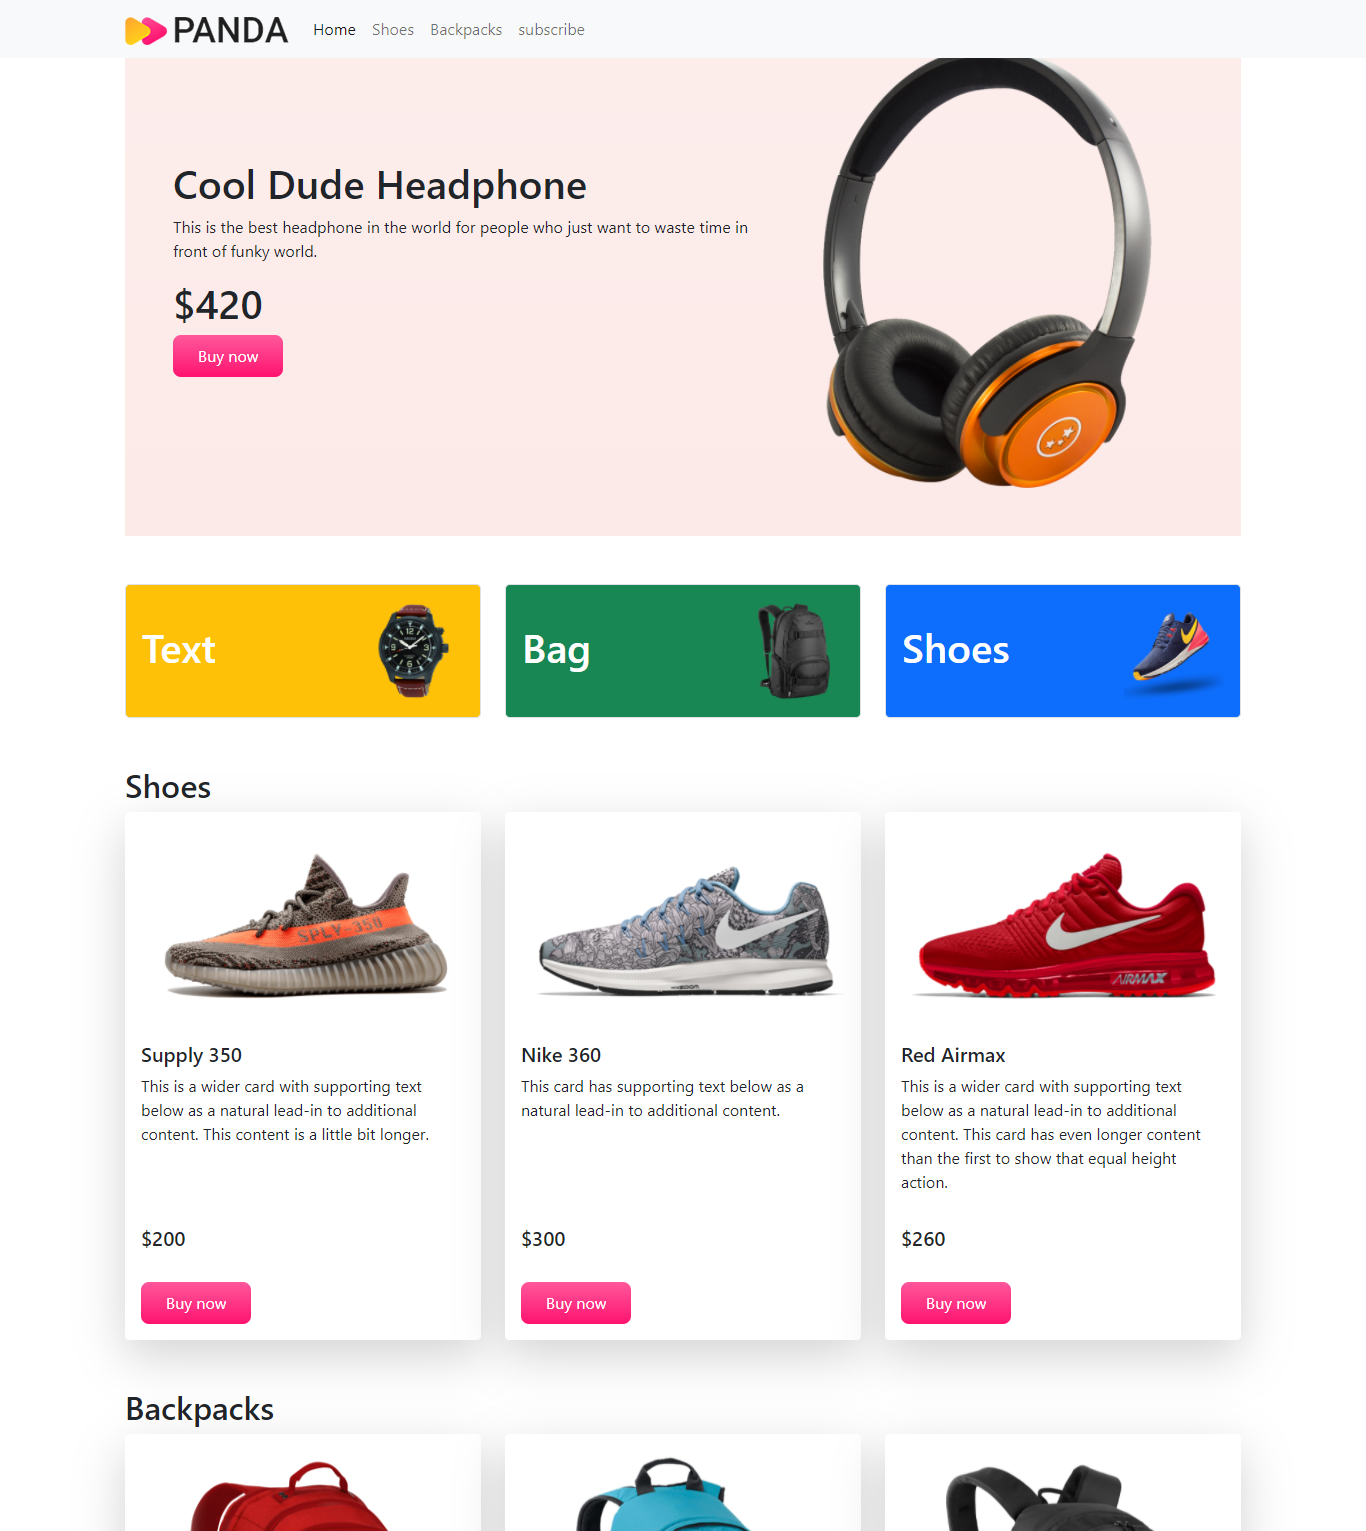 PANDA Home Shoes Backpacks subscribe
Cool Dude Headphone
This is the best headphone in the world for people who just want to waste time in
front of funky world.
$420
Buy now
Text
Bag
Shoes
Shoes
SPLY-350
ZOOM
AIRMAX
Supply 350
This is a wider card with supporting text
below as a natural lead-in to additional
content. This content is a little bit longer.
$200
Buy now
Nike 360
This card has supporting text below as a
natural lead-in to additional content.
$300
Buy now
Red Airmax
This is a wider card with supporting text
below as a natural lead-in to additional
content. This card has even longer content
than the first to show that equal height
action.
$260
Buy now
Backpacks